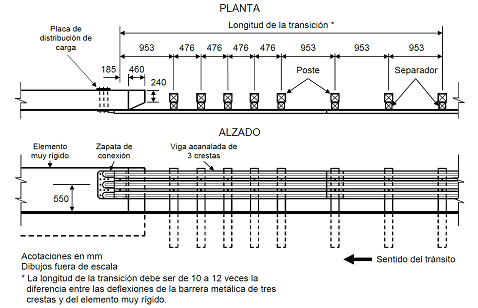 PLANTA
Placa de
distribución de
carga
Longitud de la transición *
953 476 476 476 476 953 953 953
185 460
240
Poste
Separador
ALZADO
Elemento
muy rígido
Zapata de
conexión
Viga acanalada de
3 crestas
550
Acotaciones en mm
Dibujos fuera de escala
Sentido del tránsito
* La longitud de la transición debe ser de 10 a 12 veces la
diferencia entre las deflexiones de la barrera metálica de tres
crestas y del elemento muy rígido.